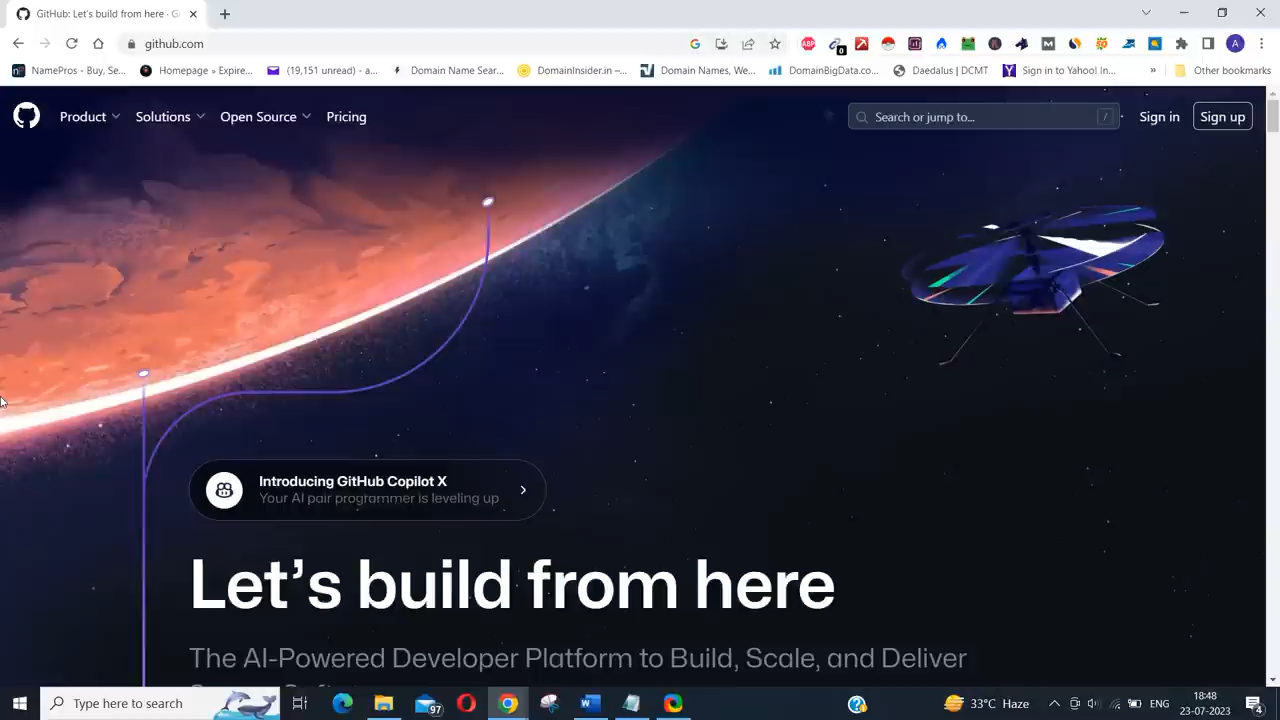 GitHub: Let's build from here · G
github.com
0
ABP
A
NamePros - Buy, Se...
Homepage » Expire...
(19,151 unread) - a...
Domain Name Sear...
DomainInsider.in –...
Domain Names, We...
DomainBigData.co...
Daedalus | DCMT
Sign in to Yahoo! In...
»
Other bookmarks
Product
Solutions
Open Source
Pricing
Search or jump to...
/
Sign in
Sign up
Introducing GitHub Copilot X
Your AI pair programmer is leveling up
Let's build from here
The AI-Powered Developer Platform to Build, Scale, and Deliver
Type here to search
97
33°C Haze
ENG
18:48
23-07-2023
4